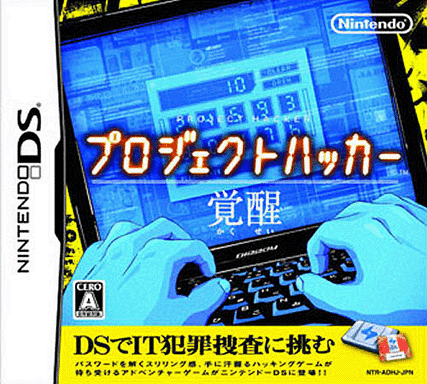 Nintendo
NINTENDO DS
10
PROJECT HACKER
プロジェクトハッカー
覚醒
かく せい
CERO
A
DSでIT犯罪捜査に挑む
パスワードを解くスリリング感、手に汗握るハッキングゲームが
待ち受けるアドベンチャーゲームがニンテンドーDSに登場!!
NTR-ADHJ-JPN